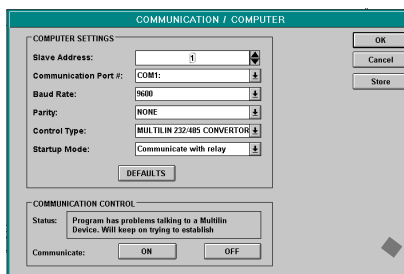 COMMUNICATION / COMPUTER
COMPUTER SETTINGS
Slave Address: 1
Communication Port #: COM1:
Baud Rate: 9600
Parity: NONE
Control Type: MULTILIN 232/485 CONVERTOR
Startup Mode: Communicate with relay
DEFAULTS
OK
Cancel
Store
COMMUNICATION CONTROL
Status: Program has problems talking to a Multilin
Device. Will keep on trying to establish
Communicate: ON OFF